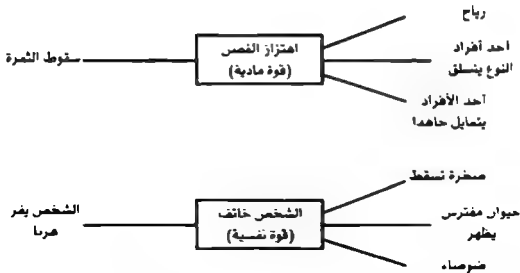 رياح
أحد أفراد
النوع يتسلق
أحد الأفراد
يتمايل جاهدا
اهتزاز الغصن
(قوة مادية)
سقوط الثمرة
صخرة تسقط
حيوان مفترس
يظهر
ضوضاء
الشخص خائف
(قوة نفسية)
الشخص يفر
هربا